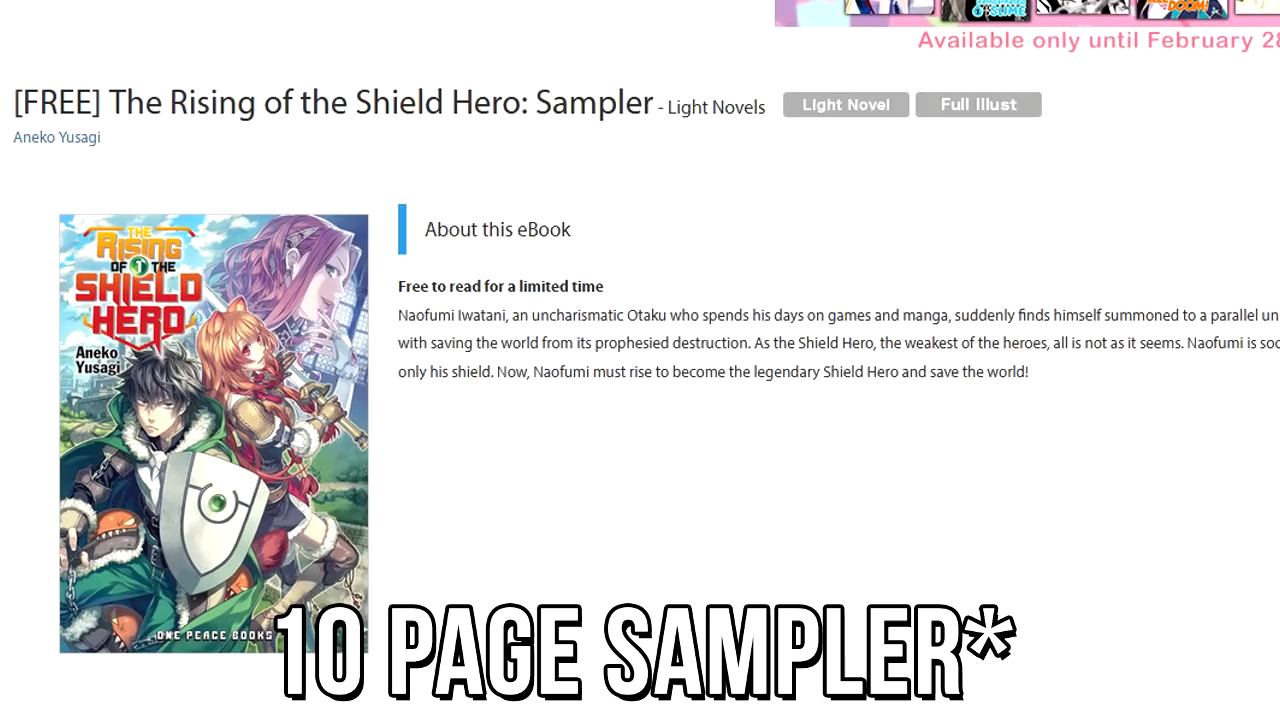 SLIME
DOOM!
Available only until February 28
[FREE] The Rising of the Shield Hero: Sampler - Light Novels Light Novel Full Illust
Aneko Yusagi
THE
RISING
OF 1 THE
SHIELD
HERO
Aneko
Yusagi
ONE PEACE BOOKS
About this eBook
Free to read for a limited time
Naofumi Iwatani, an uncharismatic Otaku who spends his days on games and manga, suddenly finds himself summoned to a parallel un
with saving the world from its prophesied destruction. As the Shield Hero, the weakest of the heroes, all is not as it seems. Naofumi is soo
only his shield. Now, Naofumi must rise to become the legendary Shield Hero and save the world!
10 PAGE SAMPLER*